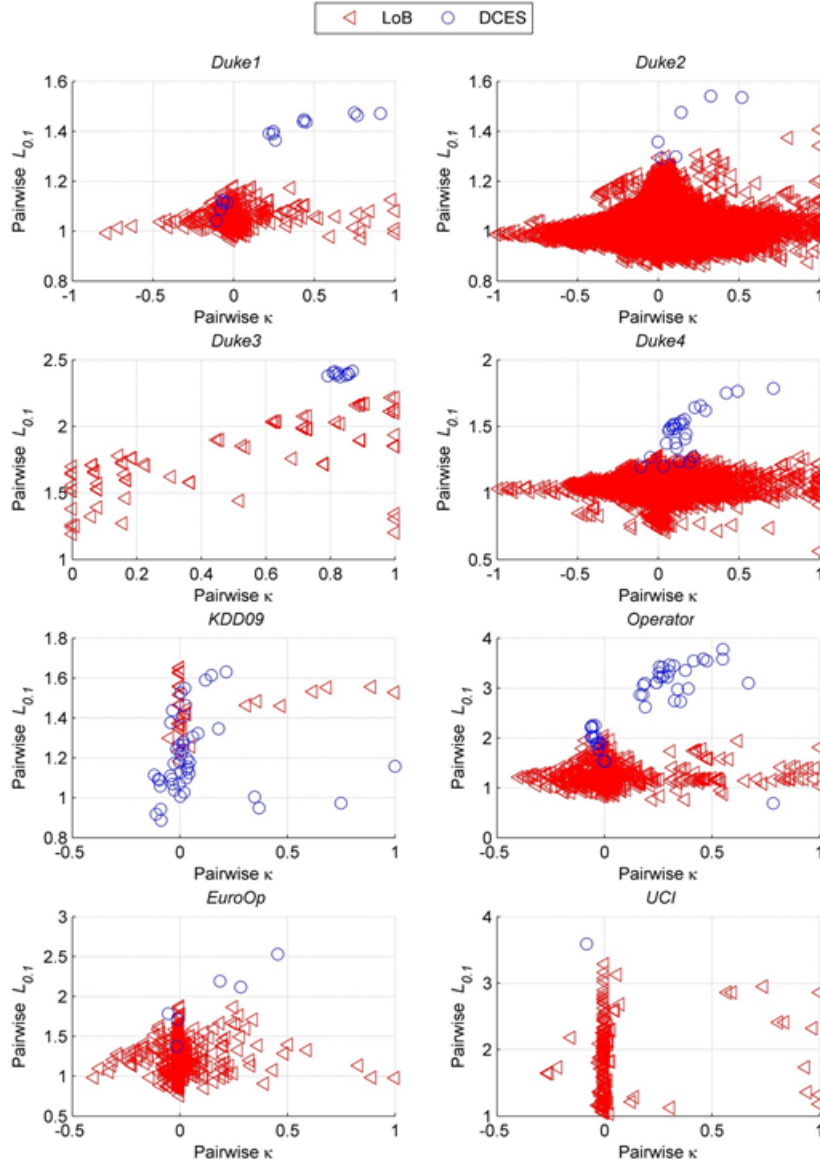 LoB DCES
Duke1 Duke2
Pairwise L0.1
1.6
1.4
1.2
1
0.8
-1 -0.5 0 0.5 1
Pairwise κ
Pairwise L0.1
1.6
1.4
1.2
1
0.8
-1 -0.5 0 0.5 1
Pairwise κ
Duke3 Duke4
Pairwise L0.1
2.5
2
1.5
1
0 0.2 0.4 0.6 0.8 1
Pairwise κ
Pairwise L0.1
2
1.5
1
0.5
-1 -0.5 0 0.5 1
Pairwise κ
KDD09 Operator
Pairwise L0.1
1.8
1.6
1.4
1.2
1
0.8
-0.5 0 0.5 1
Pairwise κ
Pairwise L0.1
4
3
2
1
0
-0.5 0 0.5 1
Pairwise κ
EuroOp UCI
Pairwise L0.1
3
2.5
2
1.5
1
0.5
-0.5 0 0.5 1
Pairwise κ
Pairwise L0.1
4
3
2
1
-0.5 0 0.5 1
Pairwise κ